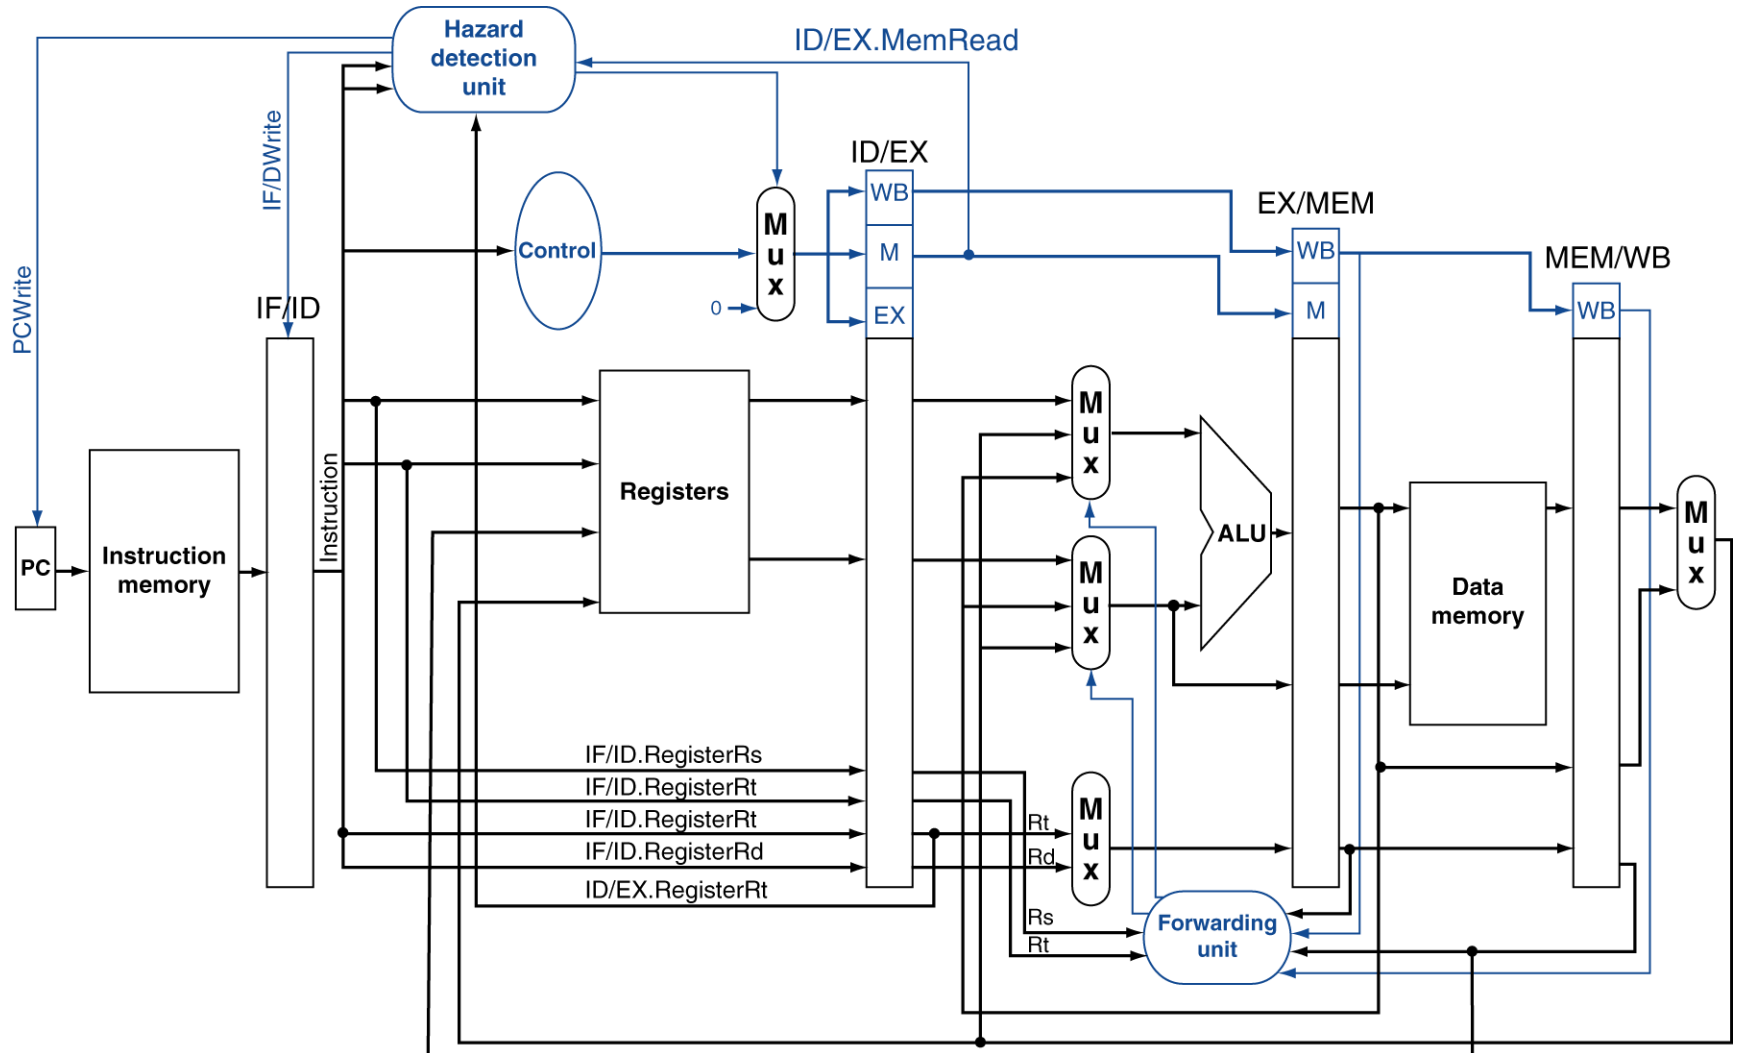 Hazard
detection
unit
ID/EX.MemRead
IF/DWrite
PCWrite
ID/EX
WB
M
EX
Control
M
u
x
0
EX/MEM
WB
M
MEM/WB
WB
IF/ID
Instruction
PC
Instruction
memory
Registers
M
u
x
M
u
x
ALU
Data
memory
M
u
x
IF/ID.RegisterRs
IF/ID.RegisterRt
IF/ID.RegisterRt
IF/ID.RegisterRd
ID/EX.RegisterRt
Rt
Rd
M
u
x
Rs
Rt
Forwarding
unit